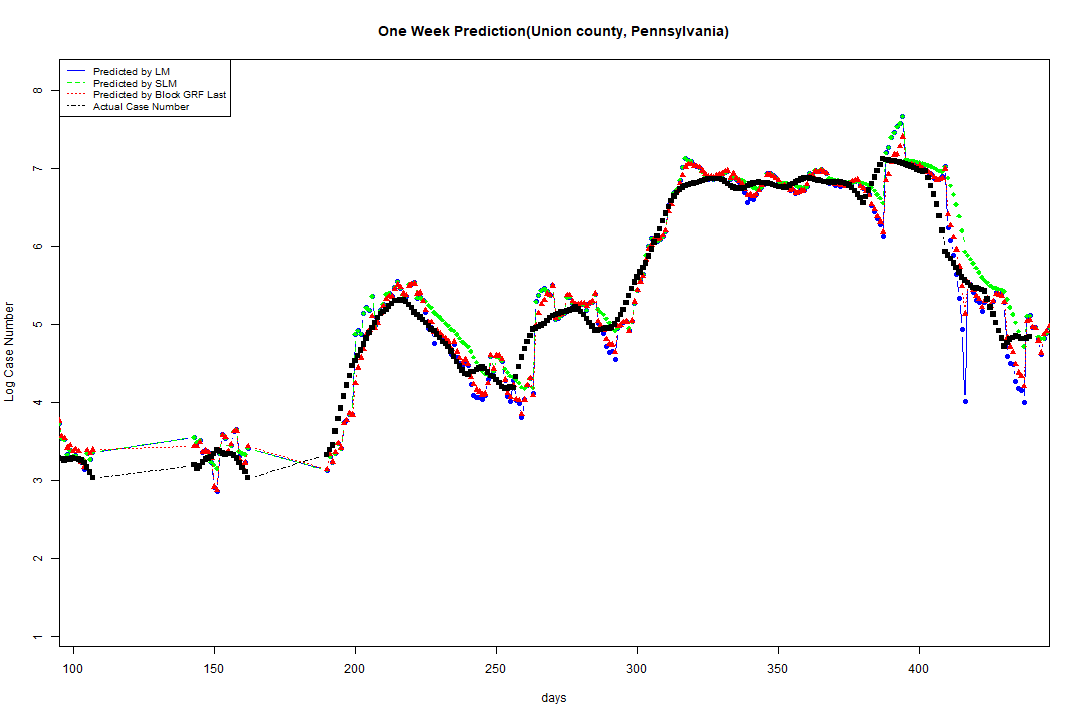 One Week Prediction(Union county, Pennsylvania)
Predicted by LM
Predicted by SLM
Predicted by Block GRF Last
Actual Case Number
8
7
6
5
4
3
2
1
Log Case Number
100 150 200 250 300 350 400 450
days